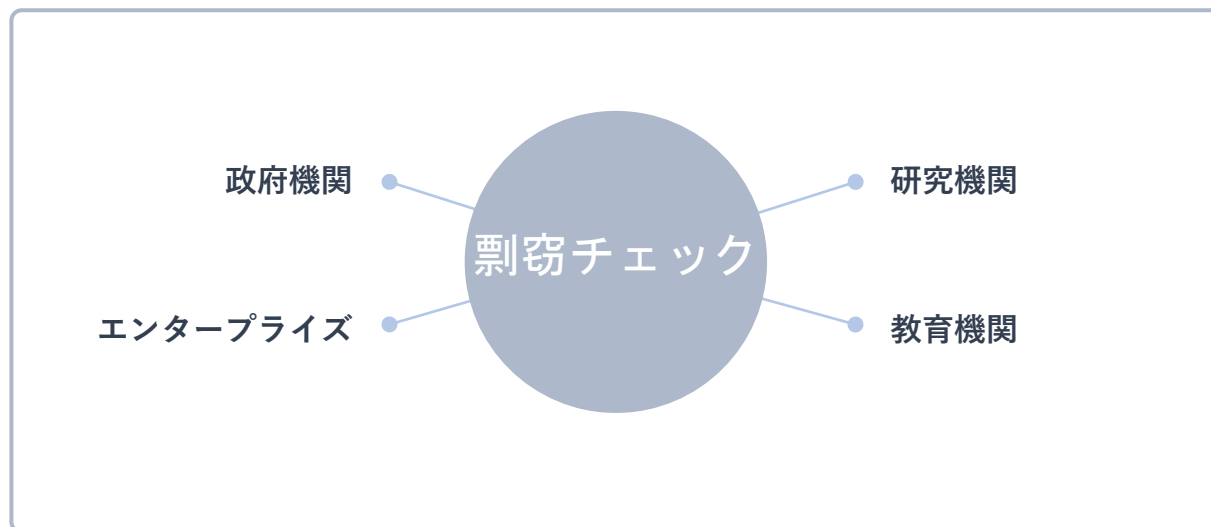 政府機関
研究機関
剽窃チェック
エンタープライズ
教育機関